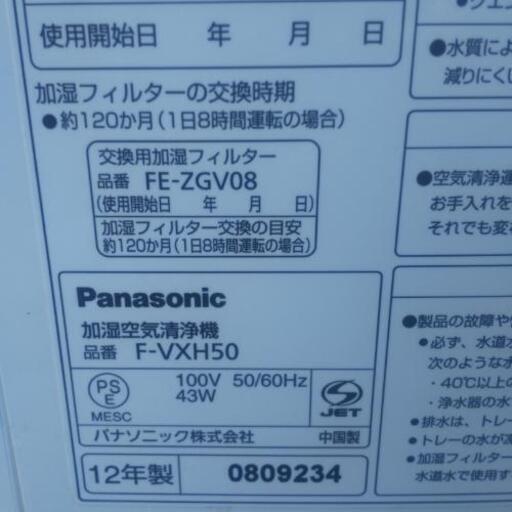 使用開始日 年 月 日
加湿フィルターの交換時期
●約120か月(1日8時間運転の場合)
交換用加湿フィルター
品番 FE-ZGV08
(使用開始日 年 月 日)
加湿フィルター交換の目安
約120か月(1日8時間運転の場合)
Panasonic
加湿空気清浄機
品番 F-VXH50
PS
E
MESC
100V 50/60Hz
43W
S
JET
パナソニック株式会社 中国製
12年製 0809234
●水質によ
減りにくい
●空気清浄運
お手入れを
それでも変
●製品の故障や
●必ず、水道水
次のような水
・40℃以上の
・浄水器の水
●排水は、トレー
●トレーの水が
●加湿フィルター
水道水で使用す